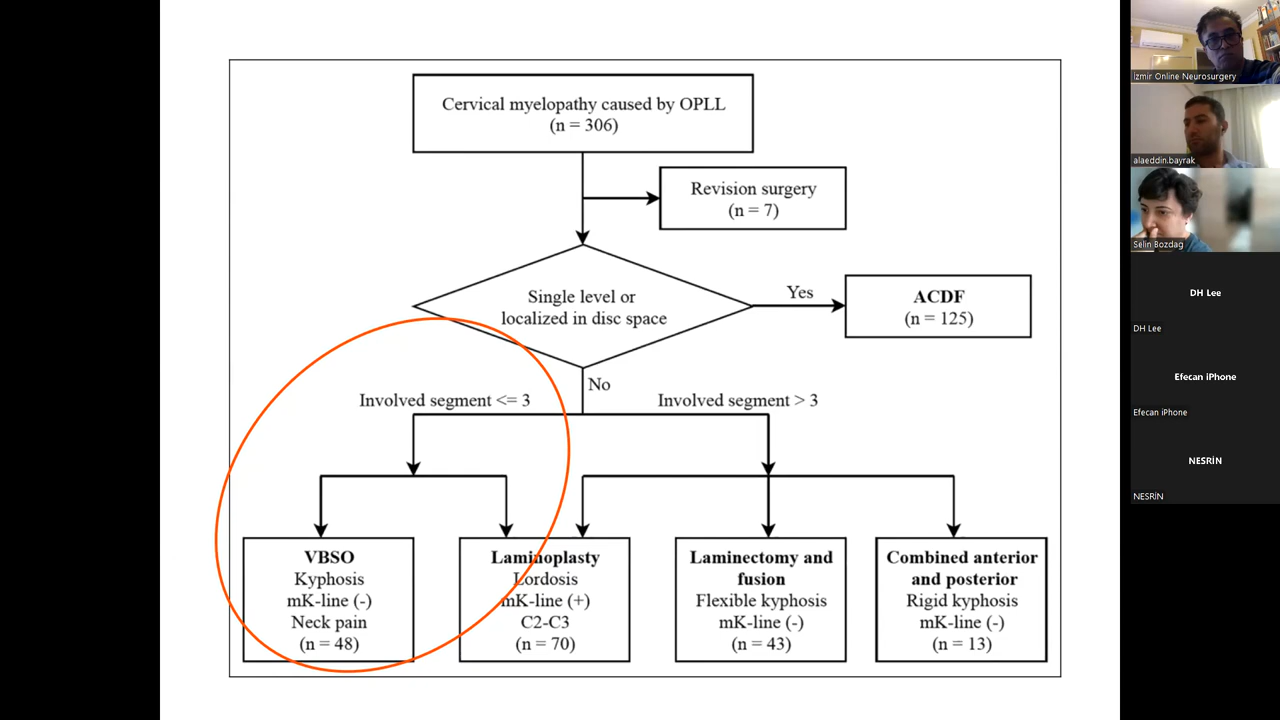 Cervical myelopathy caused by OPLL
(n = 306)
Revision surgery
(n = 7)
Single level or
localized in disc space
Yes
ACDF
(n = 125)
No
Involved segment <= 3
Involved segment > 3
VBSO
Kyphosis
mK-line (-)
Neck pain
(n = 48)
Laminoplasty
Lordosis
mK-line (+)
C2-C3
(n = 70)
Laminectomy and
fusion
Flexible kyphosis
mK-line (-)
(n = 43)
Combined anterior
and posterior
Rigid kyphosis
mK-line (-)
(n = 13)
İzmir Online Neurosurgery
alaeddin.bayrak
Selin Bozdag
DH Lee
DH Lee
Efecan iPhone
Efecan iPhone
NESRİN
NESRİN